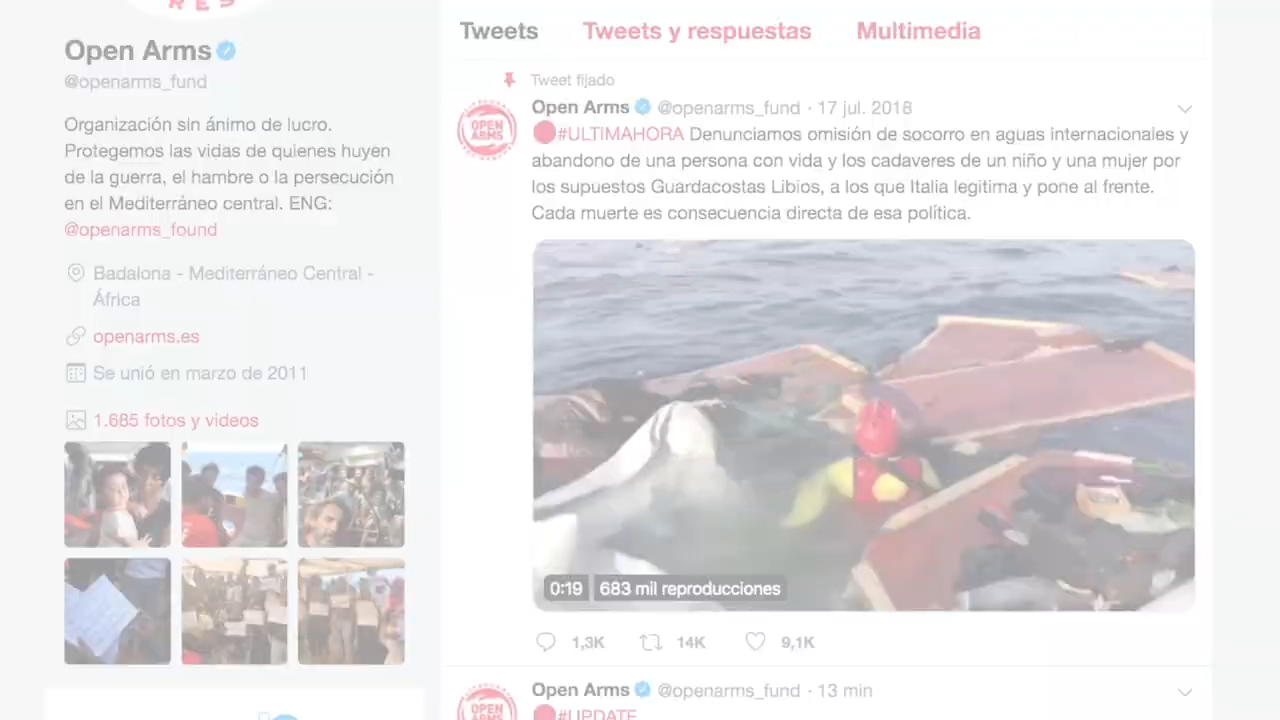 RES
Open Arms
@openarms_fund
Organización sin ánimo de lucro.
Protegemos las vidas de quienes huyen
de la guerra, el hambre o la persecución
en el Mediterráneo central. ENG:
@openarms_found
Badalona - Mediterráneo Central -
África
openarms.es
Se unió en marzo de 2011
1.685 fotos y videos
Tweets Tweets y respuestas Multimedia
Tweet fijado
Open Arms @openarms_fund · 17 jul. 2018
OPEN
ARMS
#ULTIMAHORA Denunciamos omisión de socorro en aguas internacionales y
abandono de una persona con vida y los cadaveres de un niño y una mujer por
los supuestos Guardacostas Libios, a los que Italia legitima y pone al frente.
Cada muerte es consecuencia directa de esa política.
0:19 683 mil reproducciones
1,3K 14K 9,1K
Open Arms @openarms_fund · 13 min
OPEN
ARMS
#UPDATE